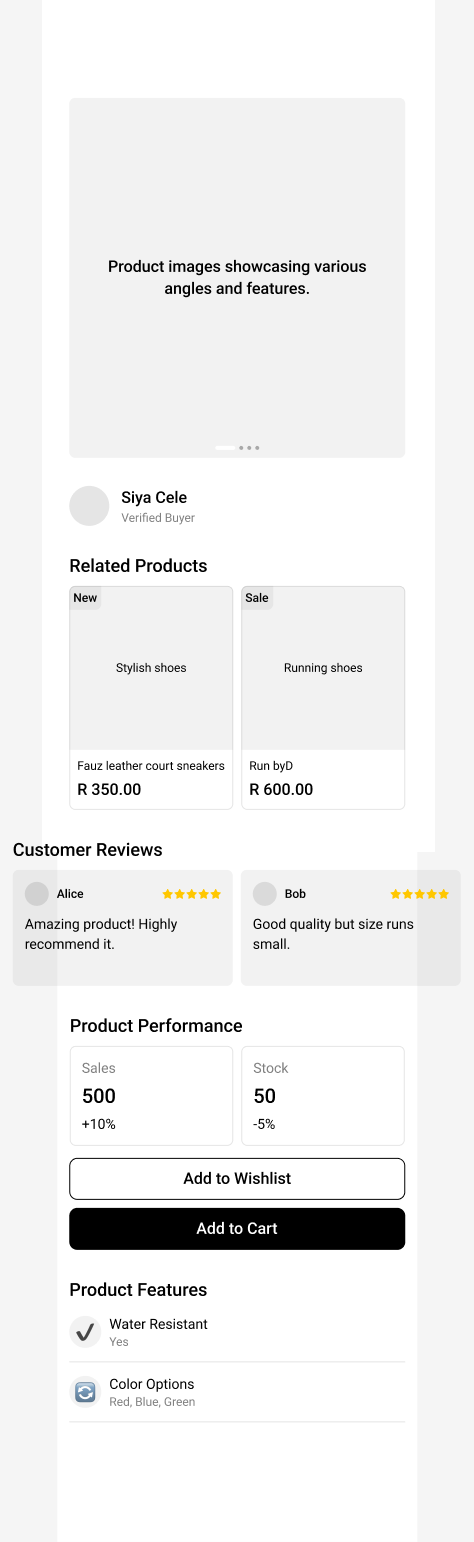 Product images showcasing various
angles and features.
Siya Cele
Verified Buyer
Related Products
New
Stylish shoes
Fauz leather court sneakers
R 350.00
Sale
Running shoes
Run byD
R 600.00
Customer Reviews
Alice
Amazing product! Highly
recommend it.
Bob
Good quality but size runs
small.
Product Performance
Sales
500
+10%
Stock
50
-5%
Add to Wishlist
Add to Cart
Product Features
Water Resistant
Yes
Color Options
Red, Blue, Green